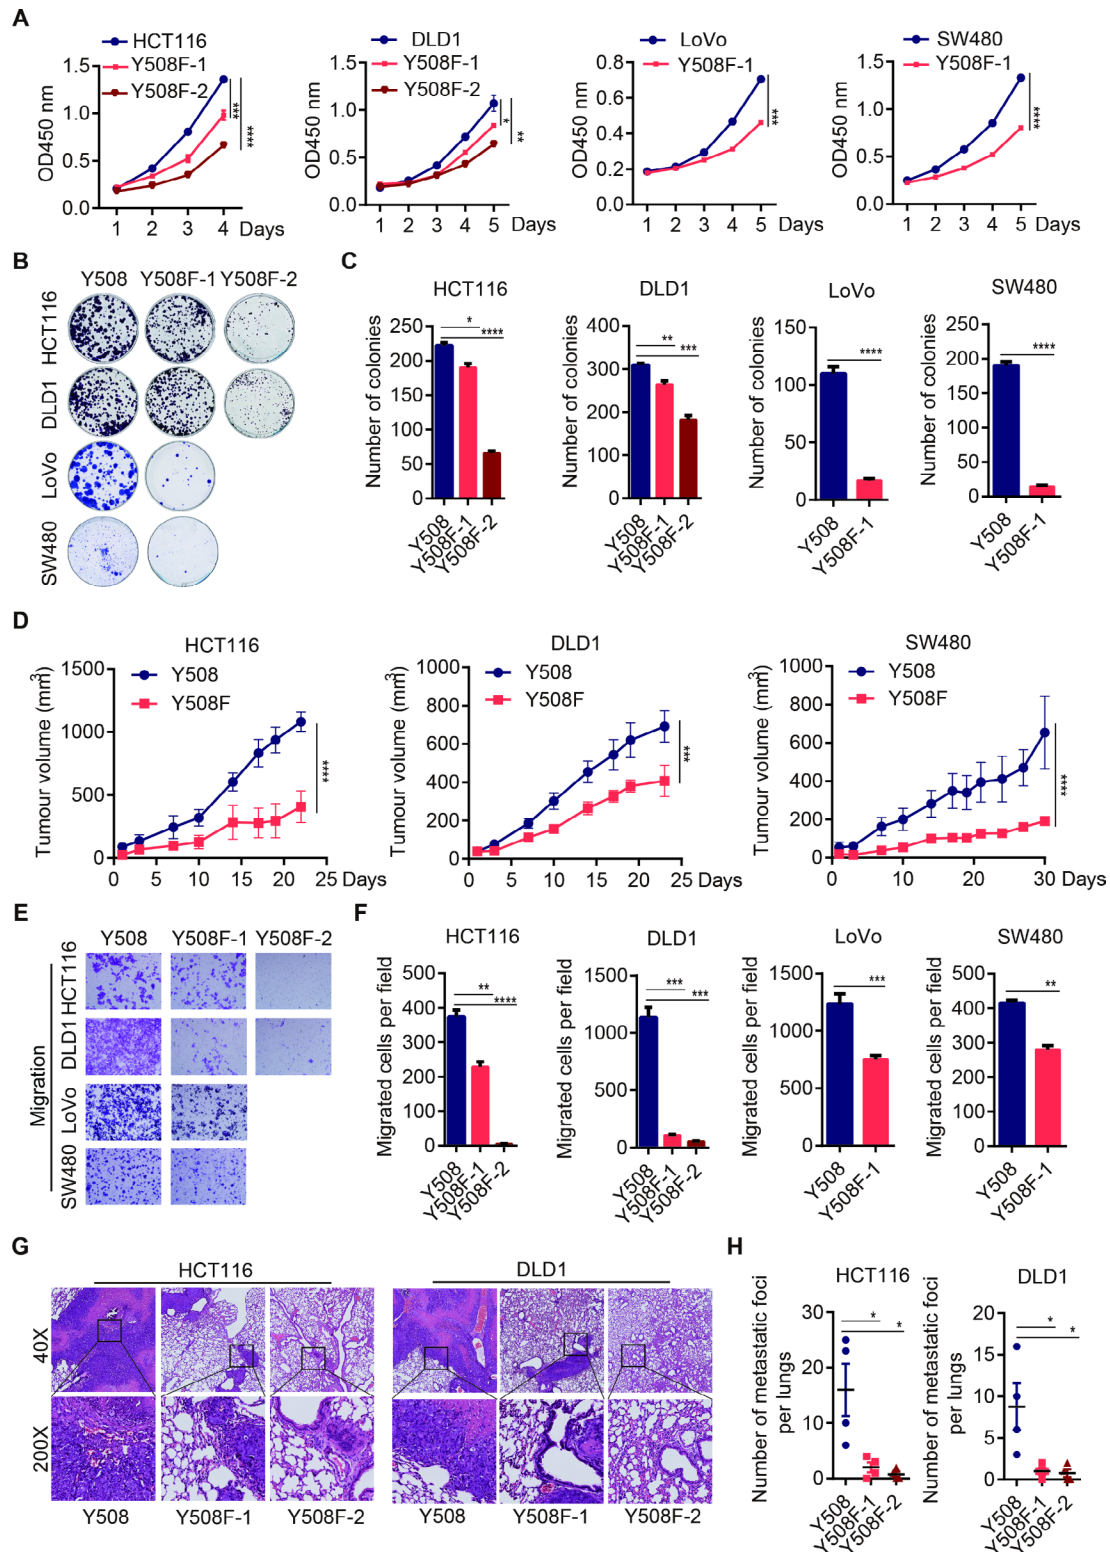 A
HCT116
Y508F-1
Y508F-2
OD450 nm
1.5
1.0
0.5
0.0
1 2 3 4 Days
***
****
DLD1
Y508F-1
Y508F-2
OD450 nm
1.5
1.0
0.5
0.0
1 2 3 4 5 Days
*
**
LoVo
Y508F-1
OD450 nm
0.8
0.6
0.4
0.2
0.0
1 2 3 4 5 Days
***
SW480
Y508F-1
OD450 nm
1.5
1.0
0.5
0.0
1 2 3 4 5 Days
****
B
Y508 Y508F-1 Y508F-2
HCT116
DLD1
LoVo
SW480
C
HCT116
Number of colonies
250
200
150
100
50
0
* ****
Y508
Y508F-1
Y508F-2
DLD1
Number of colonies
400
300
200
100
0
** ***
Y508
Y508F-1
Y508F-2
LoVo
Number of colonies
150
100
50
0
****
Y508
Y508F-1
SW480
Number of colonies
250
200
150
100
50
0
****
Y508
Y508F-1
D
HCT116
Y508
Y508F
Tumour volume (mm³)
1500
1000
500
0
0 5 10 15 20 25 Days
****
DLD1
Y508
Y508F
Tumour volume (mm³)
1000
800
600
400
200
0
0 5 10 15 20 25 Days
***
SW480
Y508
Y508F
Tumour volume (mm³)
1000
800
600
400
200
0
0 10 20 30 Days
****
E
Y508 Y508F-1 Y508F-2
Migration
HCT116
DLD1
LoVo
SW480
F
HCT116
Migrated cells per field
500
400
300
200
100
0
** ****
Y508
Y508F-1
Y508F-2
DLD1
Migrated cells per field
1500
1000
500
0
*** ***
Y508
Y508F-1
Y508F-2
LoVo
Migrated cells per field
1500
1000
500
0
***
Y508
Y508F-1
SW480
Migrated cells per field
500
400
300
200
100
0
**
Y508
Y508F-1
G
HCT116 DLD1
40X
200X
Y508 Y508F-1 Y508F-2 Y508 Y508F-1 Y508F-2
H
HCT116
Number of metastatic foci
per lungs
30
20
10
0
* *
Y508
Y508F-1
Y508F-2
DLD1
Number of metastatic foci
per lungs
20
15
10
5
0
* *
Y508
Y508F-1
Y508F-2